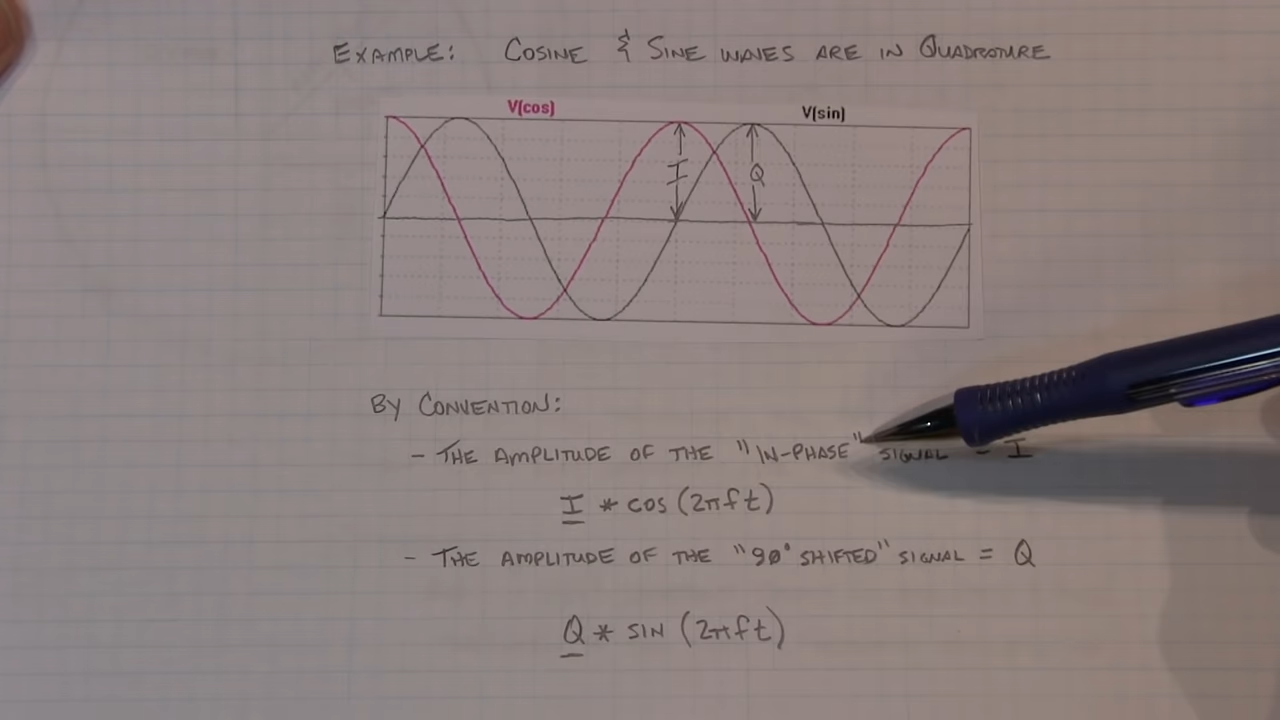 EXAMPLE: COSINE & SINE WAVES ARE IN QUADRATURE
V(cos) V(sin)
I Q
BY CONVENTION:
- THE AMPLITUDE OF THE "IN-PHASE" SIGNAL = I
I * cos (2πft)
- THE AMPLITUDE OF THE "90° SHIFTED" SIGNAL = Q
Q * SIN (2πft)